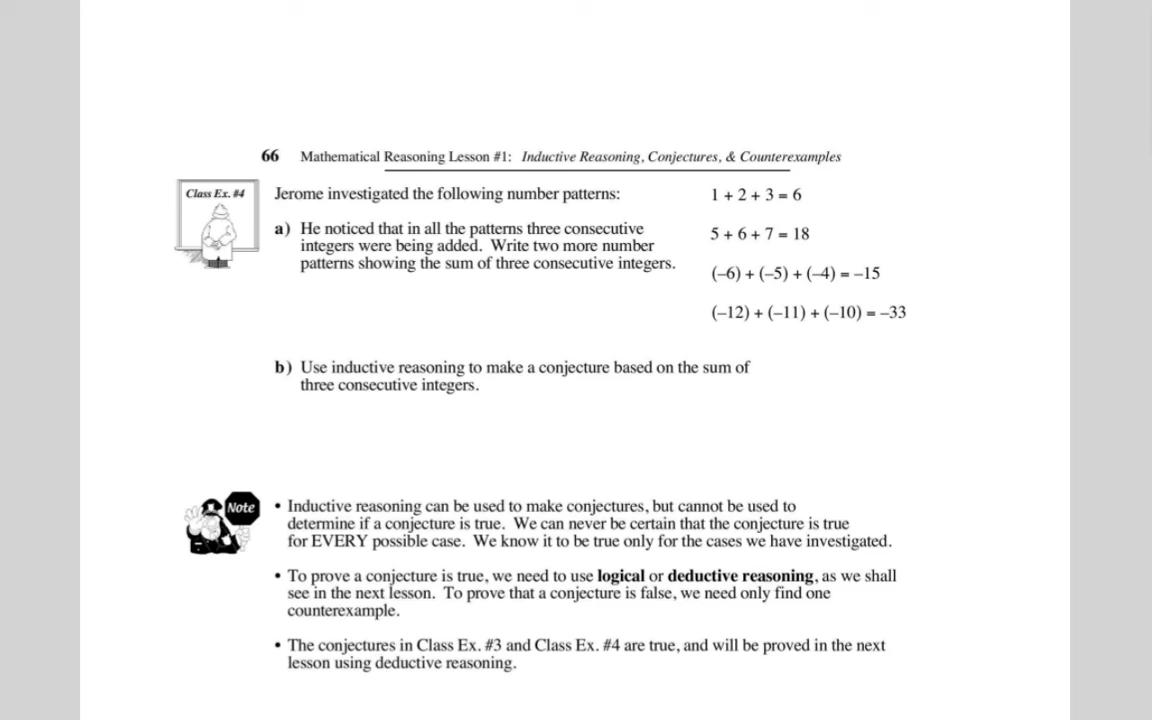 66 Mathematical Reasoning Lesson #1: Inductive Reasoning, Conjectures, & Counterexamples
Class Ex. #4
Jerome investigated the following number patterns:
1 + 2 + 3 = 6
a) He noticed that in all the patterns three consecutive
integers were being added. Write two more number
patterns showing the sum of three consecutive integers.
5 + 6 + 7 = 18
(–6) + (–5) + (–4) = –15
(–12) + (–11) + (–10) = –33
b) Use inductive reasoning to make a conjecture based on the sum of
three consecutive integers.
Note
• Inductive reasoning can be used to make conjectures, but cannot be used to
determine if a conjecture is true. We can never be certain that the conjecture is true
for EVERY possible case. We know it to be true only for the cases we have investigated.
• To prove a conjecture is true, we need to use logical or deductive reasoning, as we shall
see in the next lesson. To prove that a conjecture is false, we need only find one
counterexample.
• The conjectures in Class Ex. #3 and Class Ex. #4 are true, and will be proved in the next
lesson using deductive reasoning.